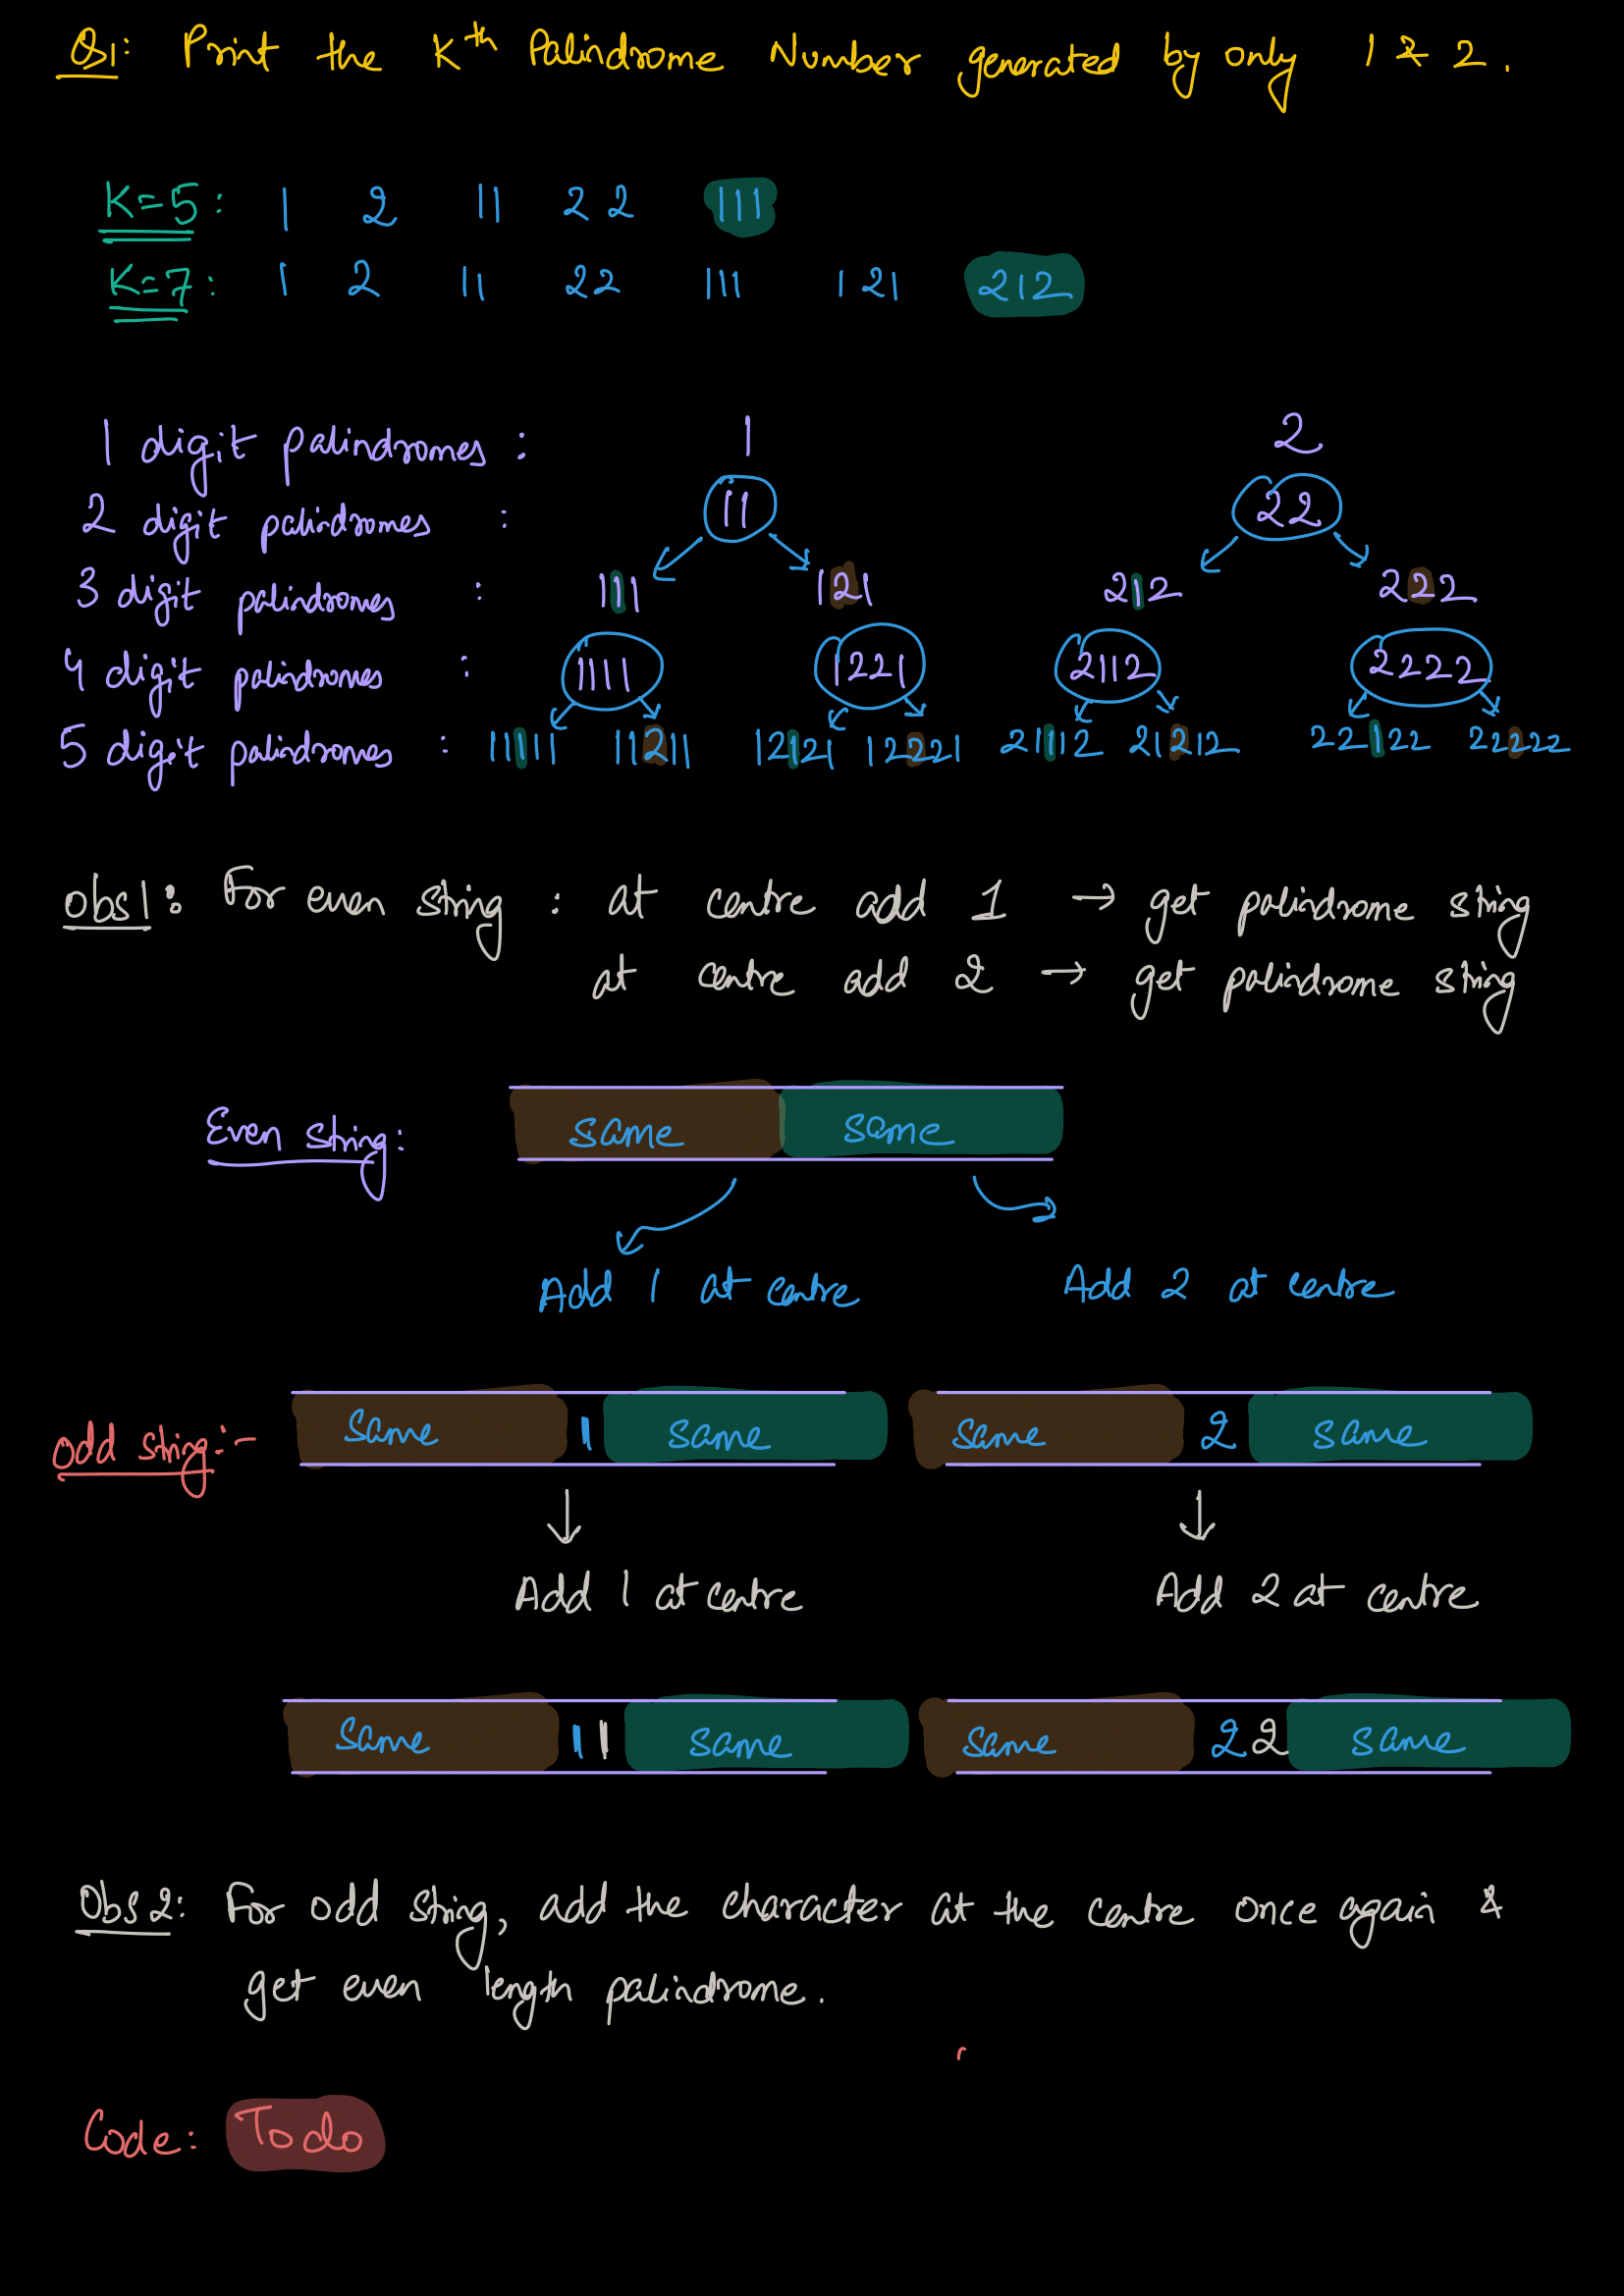 Q1: Print the Kth Palindrome Number generated by only 1 & 2.
K=5: 1 2 11 22 111
K=7: 1 2 11 22 111 121 212
1 digit palindromes : 1 2
2 digit palindromes : 11 22
3 digit palindromes : 111 121 212 222
4 digit palindromes : 1111 1221 2112 2222
5 digit palindromes : 11111 11211 12121 12221 21112 21212 22122 22222
obs1: For even string : at centre add 1 → get palindrome string
at centre add 2 → get palindrome string
Even string: same same
Add 1 at centre Add 2 at centre
odd string:- same 1 same same 2 same
Add 1 at centre Add 2 at centre
same 11 same same 22 same
Obs2: For odd string, add the character at the centre once again &
get even length palindrome.
Code: Todo